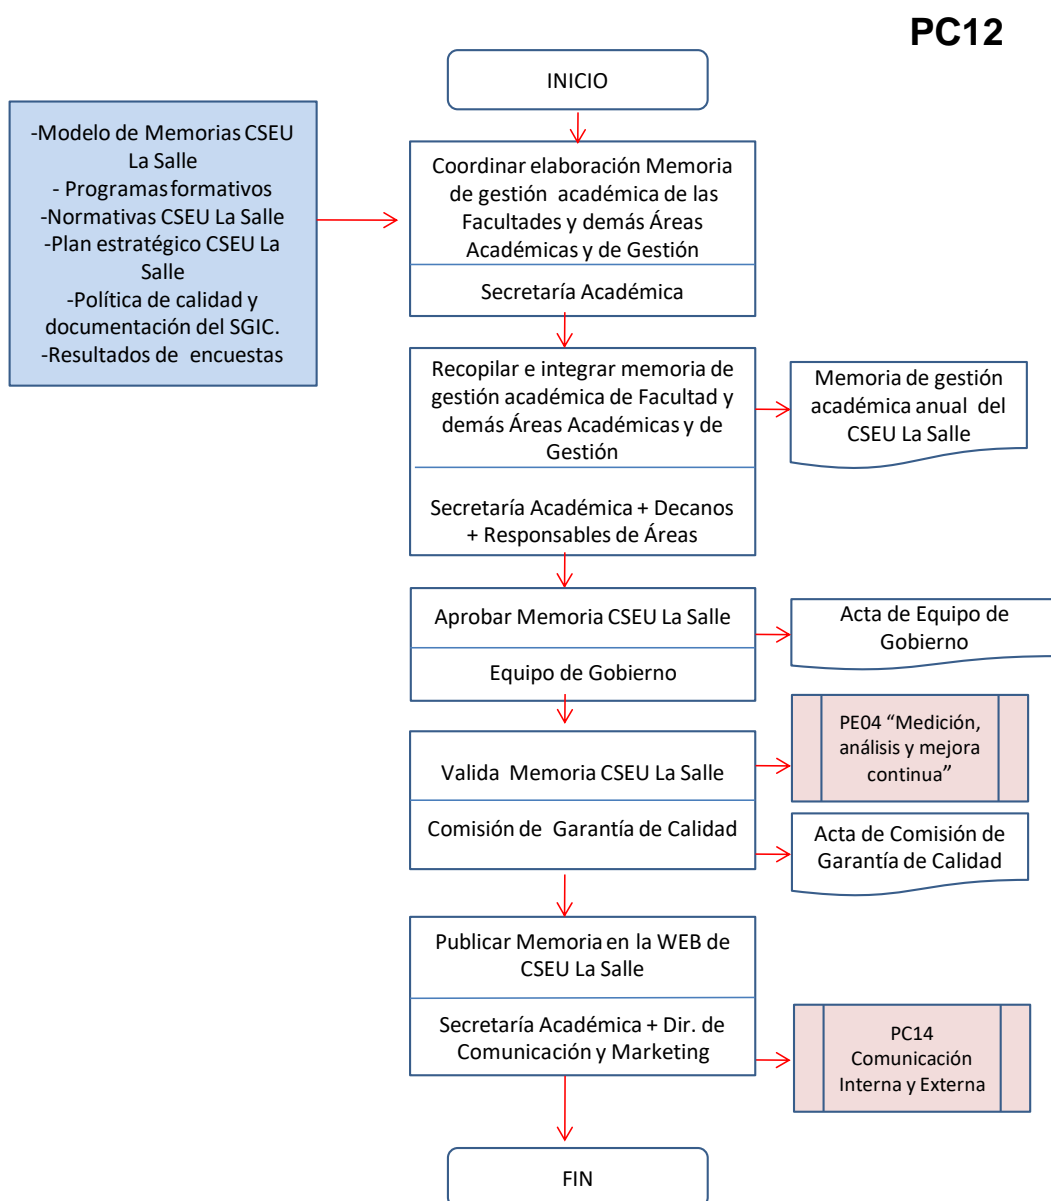 PC12
INICIO
-Modelo de Memorias CSEU
La Salle
- Programas formativos
-Normativas CSEU La Salle
-Plan estratégico CSEU La
Salle
-Política de calidad y
documentación del SGIC.
-Resultados de encuestas
Coordinar elaboración Memoria
de gestión académica de las
Facultades y demás Áreas
Académicas y de Gestión
Secretaría Académica
Recopilar e integrar memoria de
gestión académica de Facultad y
demás Áreas Académicas y de
Gestión
Secretaría Académica + Decanos
+ Responsables de Áreas
Memoria de gestión
académica anual del
CSEU La Salle
Aprobar Memoria CSEU La Salle
Equipo de Gobierno
Acta de Equipo de
Gobierno
Valida Memoria CSEU La Salle
Comisión de Garantía de Calidad
PE04 “Medición,
análisis y mejora
continua”
Acta de Comisión de
Garantía de Calidad
Publicar Memoria en la WEB de
CSEU La Salle
Secretaría Académica + Dir. de
Comunicación y Marketing
PC14
Comunicación
Interna y Externa
FIN